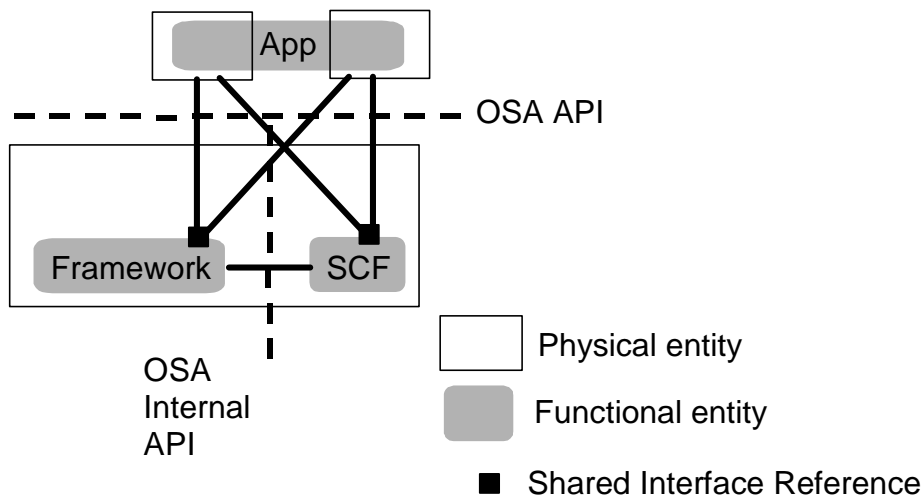 App
OSA API
Framework
SCF
OSA
Internal
API
Physical entity
Functional entity
Shared Interface Reference